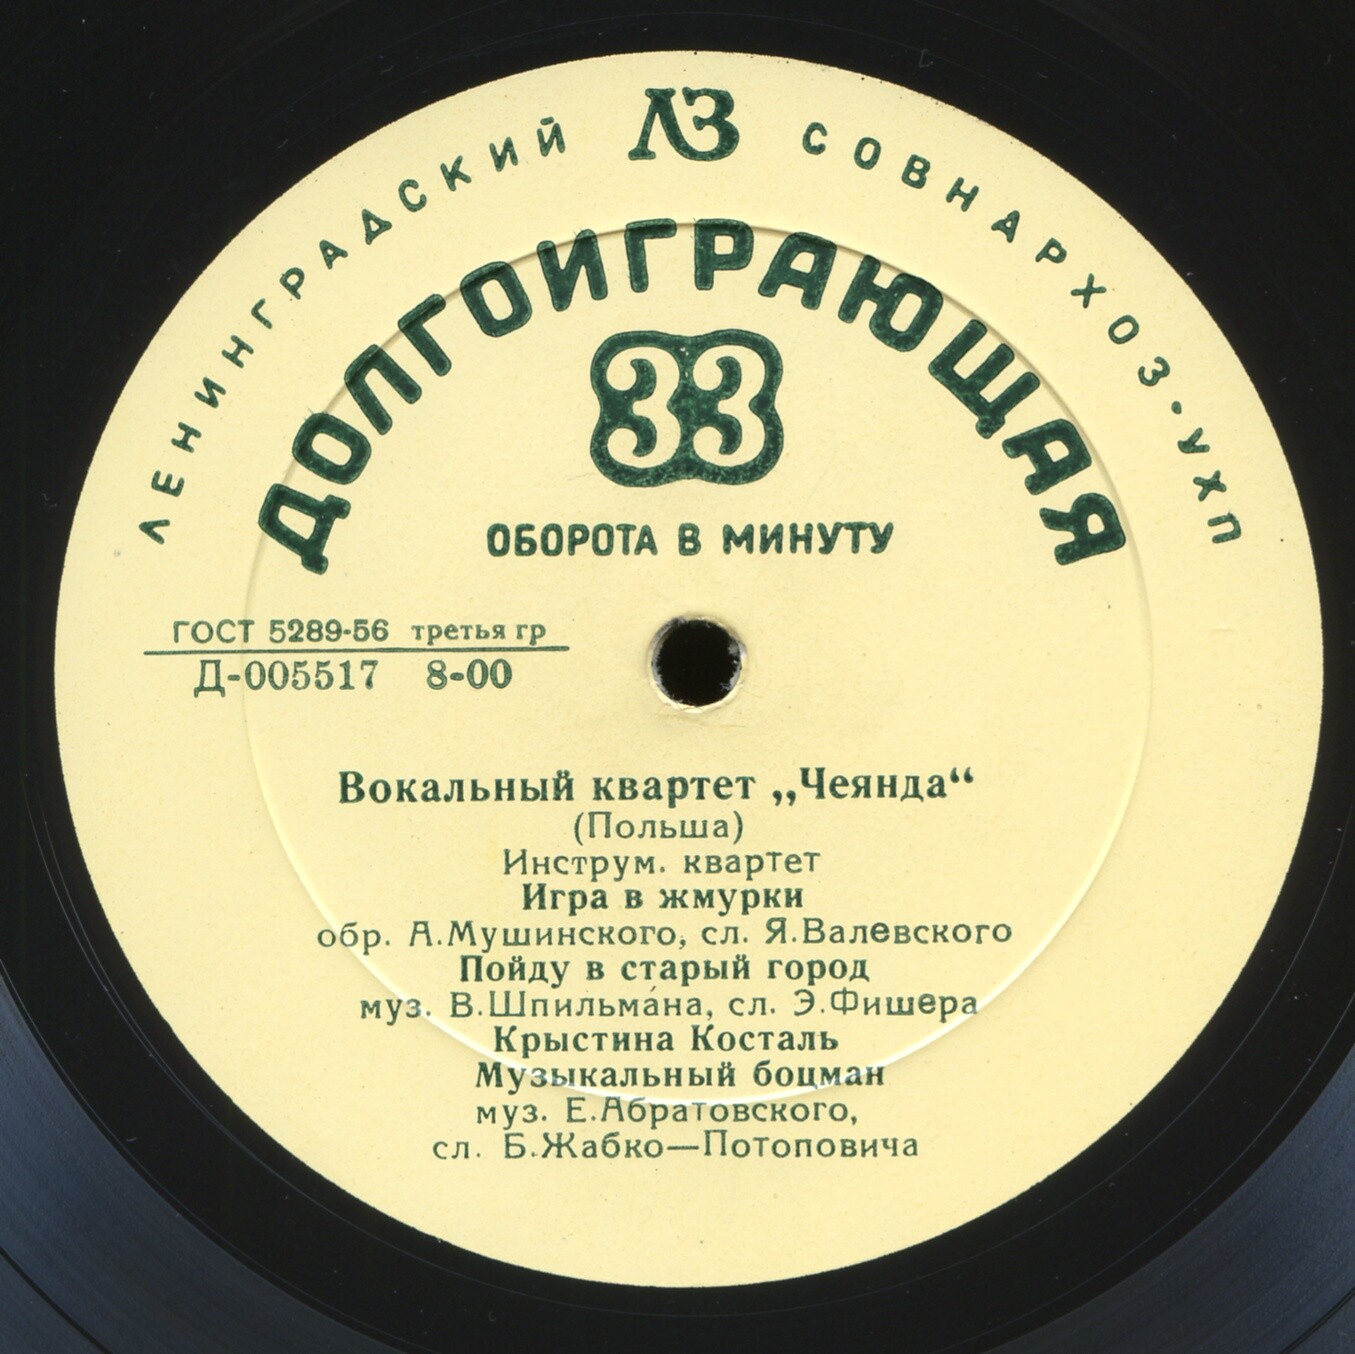 ЛЕНИНГРАДСКИЙ ЛЗ СОВНАРХОЗ·УХП
ДОЛГОИГРАЮЩАЯ
33
ОБОРОТА В МИНУТУ
ГОСТ 5289-56 третья гр
Д-005517 8-00
Вокальный квартет „Чеянда“
(Польша)
Инструм. квартет
Игра в жмурки
обр. А.Мушинского, сл. Я.Валевского
Пойду в старый город
муз. В.Шпильма́на, сл. Э.Фишера
Крыстина Косталь
Музыкальный боцман
муз. Е.Абратовского,
сл. Б.Жабко—Потоповича